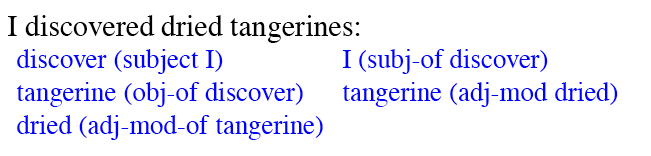 I discovered dried tangerines:
discover (subject I) I (subj-of discover)
tangerine (obj-of discover) tangerine (adj-mod dried)
dried (adj-mod-of tangerine)